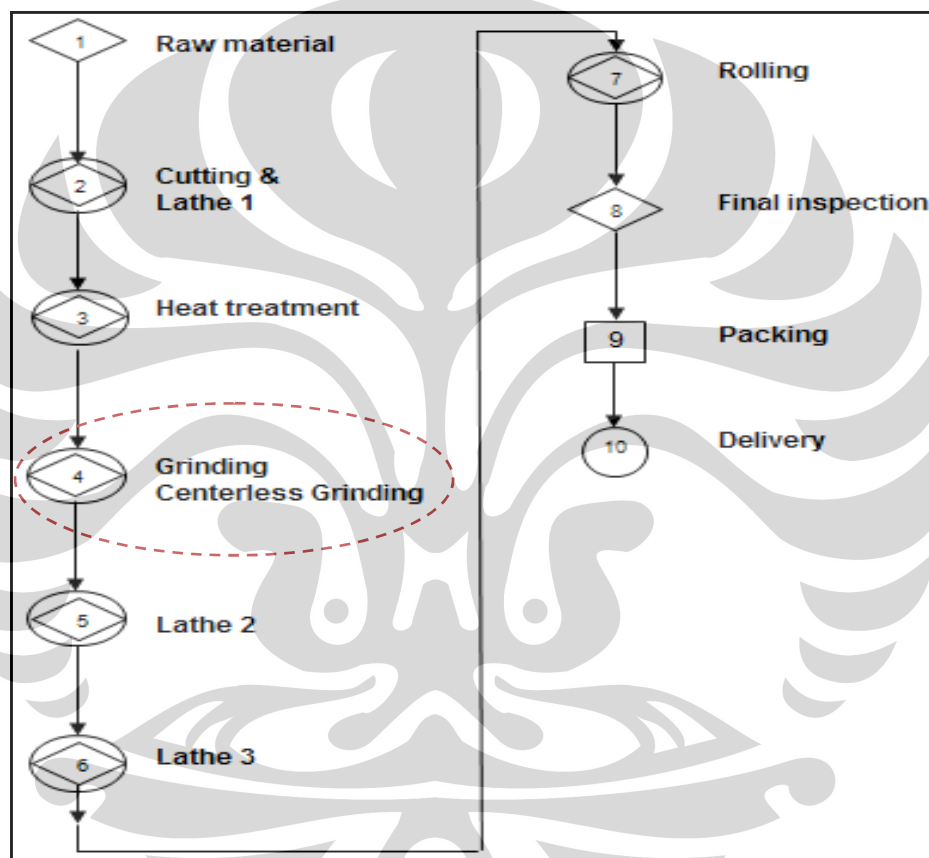 1 Raw material
2 Cutting &
Lathe 1
3 Heat treatment
4 Grinding
Centerless Grinding
5 Lathe 2
6 Lathe 3
7 Rolling
8 Final inspection
9 Packing
10 Delivery